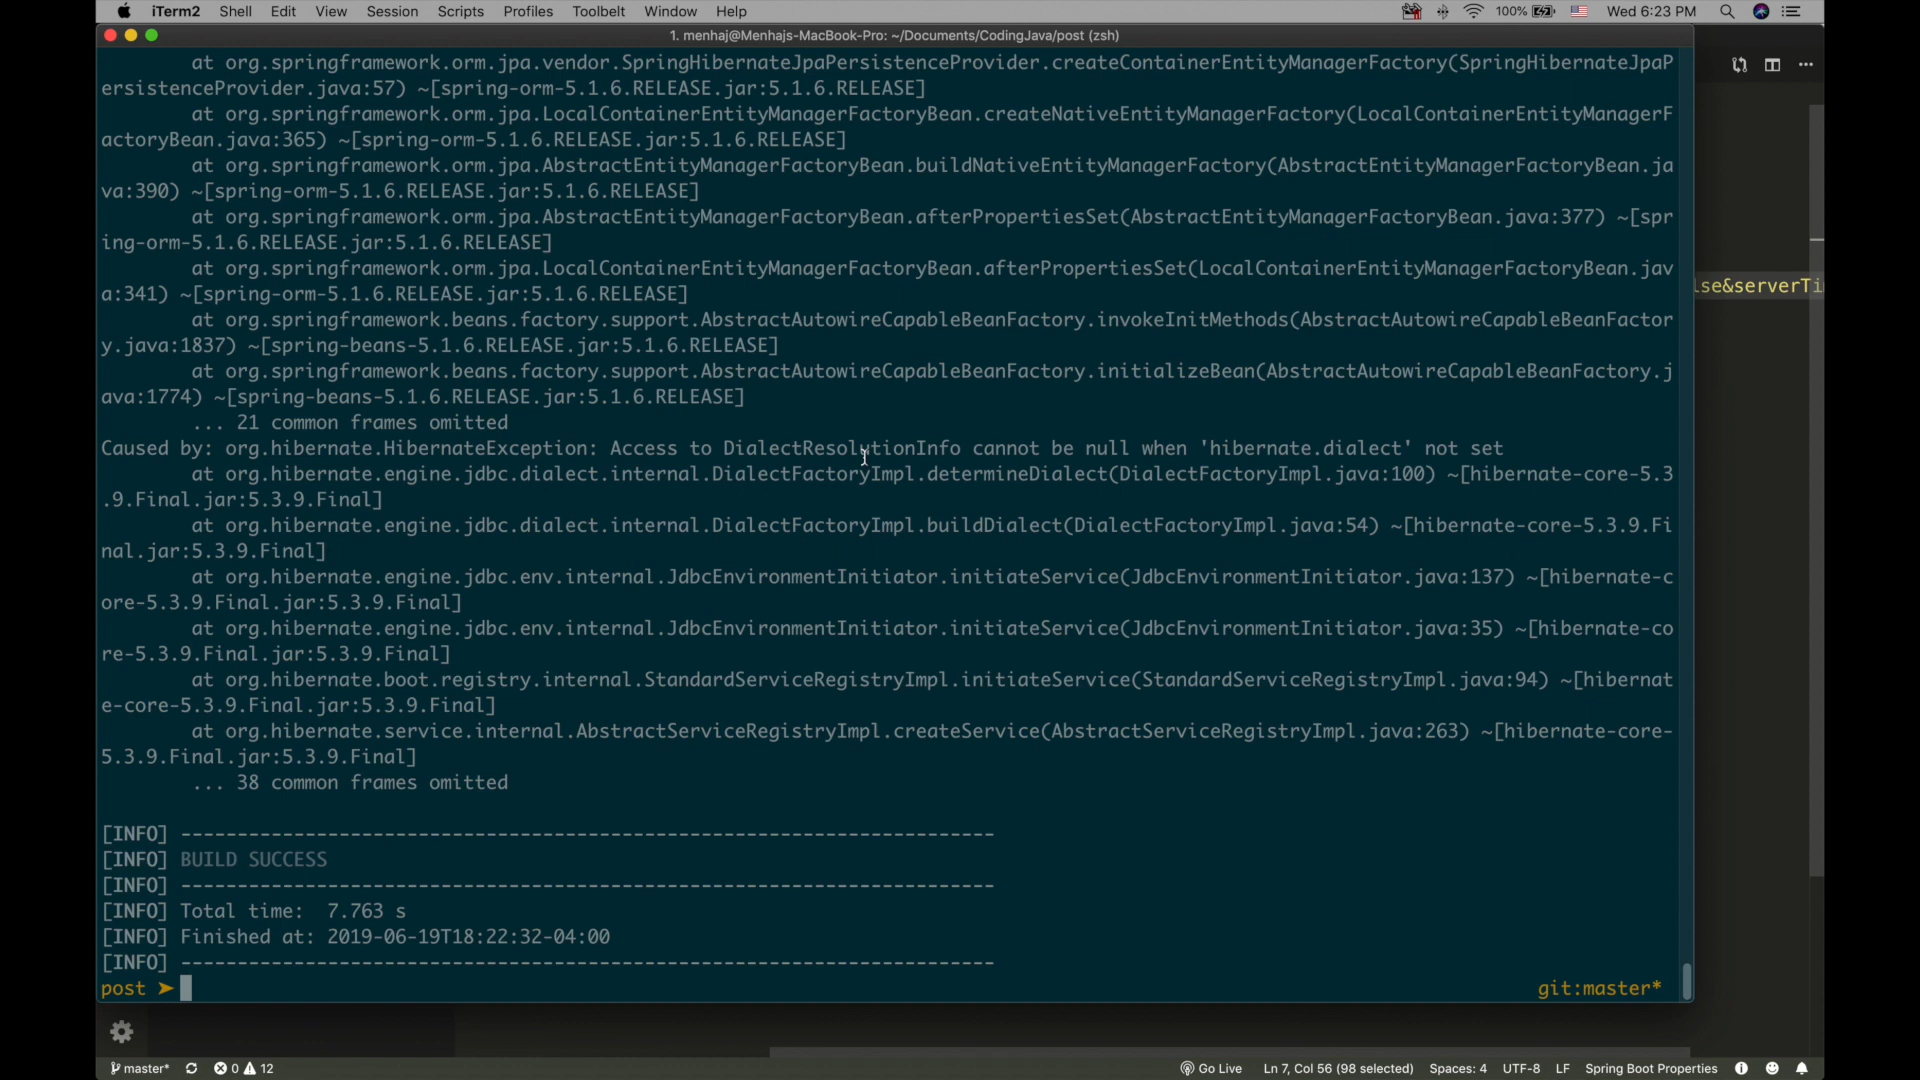 iTerm2 Shell Edit View Session Scripts Profiles Toolbelt Window Help 100% Wed 6:23 PM
1. menhaj@Menhajs-MacBook-Pro: ~/Documents/CodingJava/post (zsh)
at org.springframework.orm.jpa.vendor.SpringHibernateJpaPersistenceProvider.createContainerEntityManagerFactory(SpringHibernateJpaP
ersistenceProvider.java:57) ~[spring-orm-5.1.6.RELEASE.jar:5.1.6.RELEASE]
at org.springframework.orm.jpa.LocalContainerEntityManagerFactoryBean.createNativeEntityManagerFactory(LocalContainerEntityManagerF
actoryBean.java:365) ~[spring-orm-5.1.6.RELEASE.jar:5.1.6.RELEASE]
at org.springframework.orm.jpa.AbstractEntityManagerFactoryBean.buildNativeEntityManagerFactory(AbstractEntityManagerFactoryBean.ja
va:390) ~[spring-orm-5.1.6.RELEASE.jar:5.1.6.RELEASE]
at org.springframework.orm.jpa.AbstractEntityManagerFactoryBean.afterPropertiesSet(AbstractEntityManagerFactoryBean.java:377) ~[spr
ing-orm-5.1.6.RELEASE.jar:5.1.6.RELEASE]
at org.springframework.orm.jpa.LocalContainerEntityManagerFactoryBean.afterPropertiesSet(LocalContainerEntityManagerFactoryBean.jav
a:341) ~[spring-orm-5.1.6.RELEASE.jar:5.1.6.RELEASE]
lse&serverTi
at org.springframework.beans.factory.support.AbstractAutowireCapableBeanFactory.invokeInitMethods(AbstractAutowireCapableBeanFactor
y.java:1837) ~[spring-beans-5.1.6.RELEASE.jar:5.1.6.RELEASE]
at org.springframework.beans.factory.support.AbstractAutowireCapableBeanFactory.initializeBean(AbstractAutowireCapableBeanFactory.j
ava:1774) ~[spring-beans-5.1.6.RELEASE.jar:5.1.6.RELEASE]
... 21 common frames omitted
Caused by: org.hibernate.HibernateException: Access to DialectResolutionInfo cannot be null when 'hibernate.dialect' not set
at org.hibernate.engine.jdbc.dialect.internal.DialectFactoryImpl.determineDialect(DialectFactoryImpl.java:100) ~[hibernate-core-5.3
.9.Final.jar:5.3.9.Final]
at org.hibernate.engine.jdbc.dialect.internal.DialectFactoryImpl.buildDialect(DialectFactoryImpl.java:54) ~[hibernate-core-5.3.9.Fi
nal.jar:5.3.9.Final]
at org.hibernate.engine.jdbc.env.internal.JdbcEnvironmentInitiator.initiateService(JdbcEnvironmentInitiator.java:137) ~[hibernate-c
ore-5.3.9.Final.jar:5.3.9.Final]
at org.hibernate.engine.jdbc.env.internal.JdbcEnvironmentInitiator.initiateService(JdbcEnvironmentInitiator.java:35) ~[hibernate-co
re-5.3.9.Final.jar:5.3.9.Final]
at org.hibernate.boot.registry.internal.StandardServiceRegistryImpl.initiateService(StandardServiceRegistryImpl.java:94) ~[hibernat
e-core-5.3.9.Final.jar:5.3.9.Final]
at org.hibernate.service.internal.AbstractServiceRegistryImpl.createService(AbstractServiceRegistryImpl.java:263) ~[hibernate-core-
5.3.9.Final.jar:5.3.9.Final]
... 38 common frames omitted
[INFO] ------------------------------------------------------------------------
[INFO] BUILD SUCCESS
[INFO] ------------------------------------------------------------------------
[INFO] Total time:  7.763 s
[INFO] Finished at: 2019-06-19T18:22:32-04:00
[INFO] ------------------------------------------------------------------------
post ➤ git:master*
master* 0 12 Go Live Ln 7, Col 56 (98 selected) Spaces: 4 UTF-8 LF Spring Boot Properties